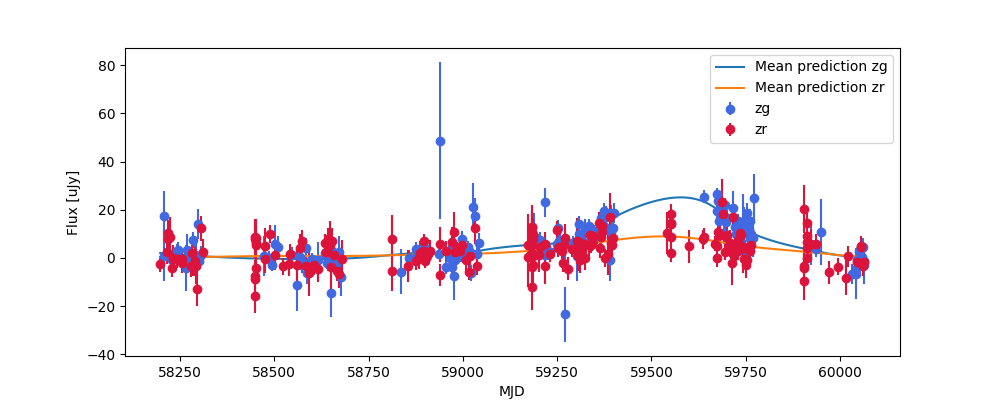 80
60
40
20
0
−20
−40
Flux [uJy]
58250
58500
58750
59000
59250
59500
59750
60000
MJD
Mean prediction zg
Mean prediction zr
zg
zr